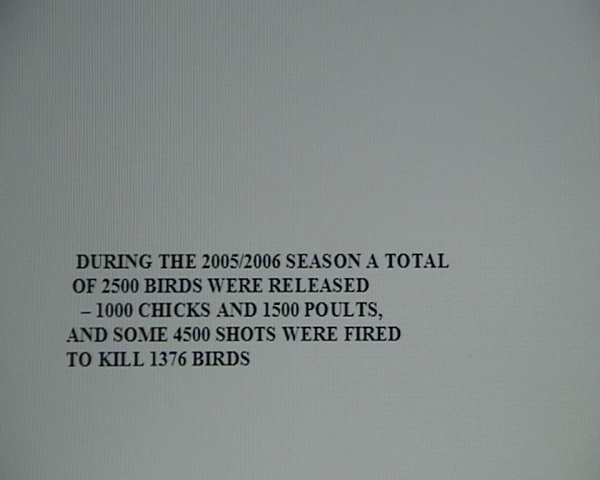 DURING THE 2005/2006 SEASON A TOTAL
OF 2500 BIRDS WERE RELEASED
– 1000 CHICKS AND 1500 POULTS,
AND SOME 4500 SHOTS WERE FIRED
TO KILL 1376 BIRDS